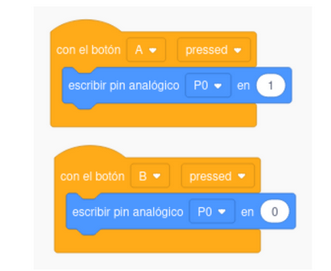 con el botón A pressed
escribir pin analógico P0 en 1
con el botón B pressed
escribir pin analógico P0 en 0